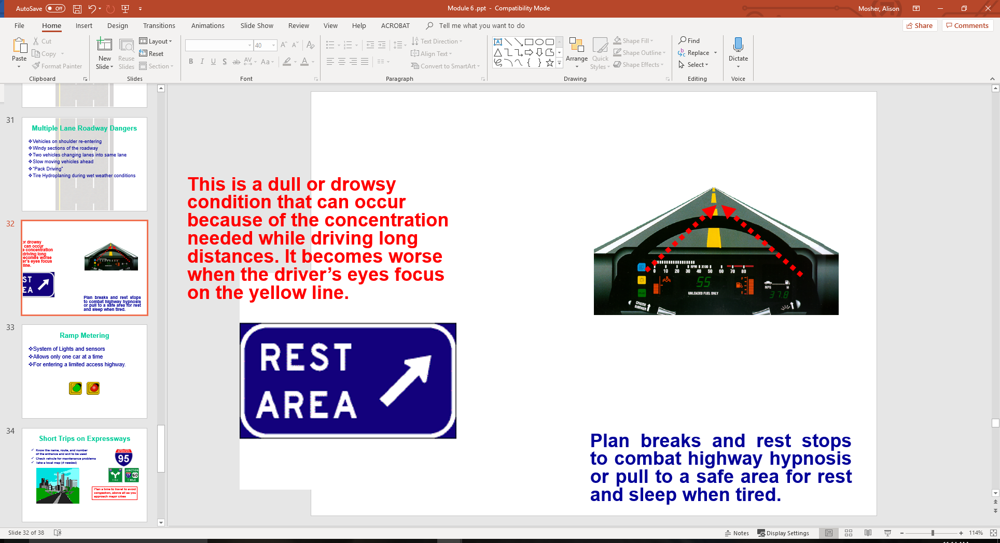 AutoSave Off
Module 6 .ppt - Compatibility Mode
Mosher, Alison
File Home Insert Design Transitions Animations Slide Show Review View Help ACROBAT Tell me what you want to do
Share Comments
Paste
Cut
Copy
Format Painter
Clipboard
New Slide
Reuse Slides
Layout
Reset
Section
Slides
40
B I U S ab AV Aa A
Font
Text Direction
Align Text
Convert to SmartArt
Paragraph
Arrange
Quick Styles
Shape Fill
Shape Outline
Shape Effects
Drawing
Find
Replace
Select
Editing
Dictate
Voice
31
Multiple Lane Roadway Dangers
Vehicles on shoulder re-entering
Windy sections of the roadway
Two vehicles changing lanes into same lane
Slow moving vehicles ahead
“Pack Driving”
Tire Hydroplaning during wet weather conditions
32
or drowsy
can occur
concentration
driving long
ecomes worse
er’s eyes focus
line.
ST
EA
Plan breaks and rest stops
to combat highway hypnosis
or pull to a safe area for rest
and sleep when tired.
33
Ramp Metering
System of Lights and sensors
Allows only one car at a time
For entering a limited access highway.
34
Short Trips on Expressways
Know the name, route, and number
of the entrance and exit to be used
Check vehicle for maintenance problems
Take a local map (if needed)
INTERSTATE
95
JUNCTION
17 60
1 MILE
Plan a time to travel to avoid
congestion, above all as you
approach major cities
This is a dull or drowsy
condition that can occur
because of the concentration
needed while driving long
distances. It becomes worse
when the driver’s eyes focus
on the yellow line.
REST
AREA
RPM X100
0 10 20 30 40 50 60 70 80
55
UNLEADED FUEL ONLY
F
E
MPG
37.8
CRUISE
DIMMER
Plan breaks and rest stops
to combat highway hypnosis
or pull to a safe area for rest
and sleep when tired.
Slide 32 of 38
Notes Display Settings 114%